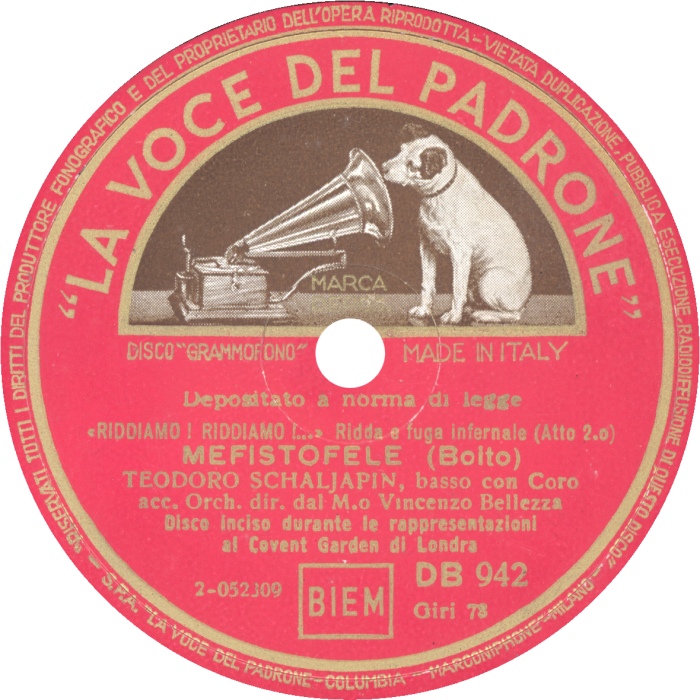 "RISERVATI TUTTI I DIRITTI DEL PRODUTTORE FONOGRAFICO E DEL PROPRIETARIO DELL'OPERA RIPRODOTTA - VIETATA DUPLICAZIONE, PUBBLICA ESECUZIONE, RADIODIFFUSIONE DI QUESTO DISCO"
"LA VOCE DEL PADRONE"
MARCA
DISCO "GRAMMOFONO" MADE IN ITALY
Depositato a norma di legge
«RIDDIAMO ! RIDDIAMO !...» Ridda e fuga infernale (Atto 2.o)
MEFISTOFELE (Boito)
TEODORO SCHALJAPIN, basso con Coro
acc. Orch. dir. dal M.o Vincenzo Bellezza
Disco inciso durante le rappresentazioni
al Covent Garden di Londra
2-052309
BIEM
DB 942
Giri 78
— S.P.A. "LA VOCE DEL PADRONE-COLUMBIA — MARCONIPHONE"-MILANO —